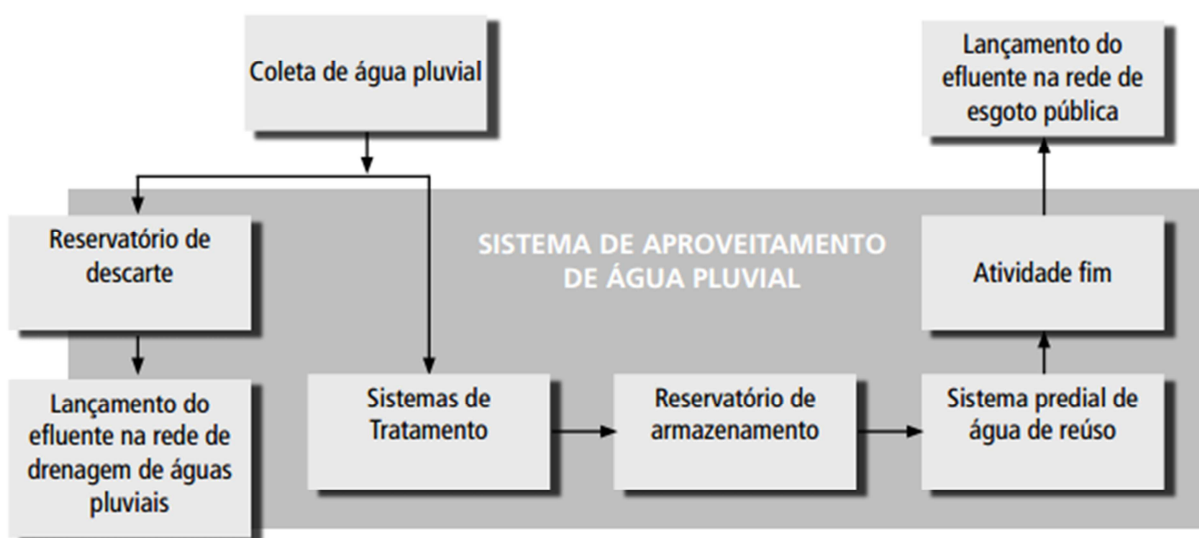 Coleta de água pluvial
Lançamento do
efluente na rede de
esgoto pública
Reservatório de
descarte
SISTEMA DE APROVEITAMENTO
DE ÁGUA PLUVIAL
Atividade fim
Lançamento do
efluente na rede de
drenagem de águas
pluviais
Sistemas de
Tratamento
Reservatório de
armazenamento
Sistema predial de
água de reúso